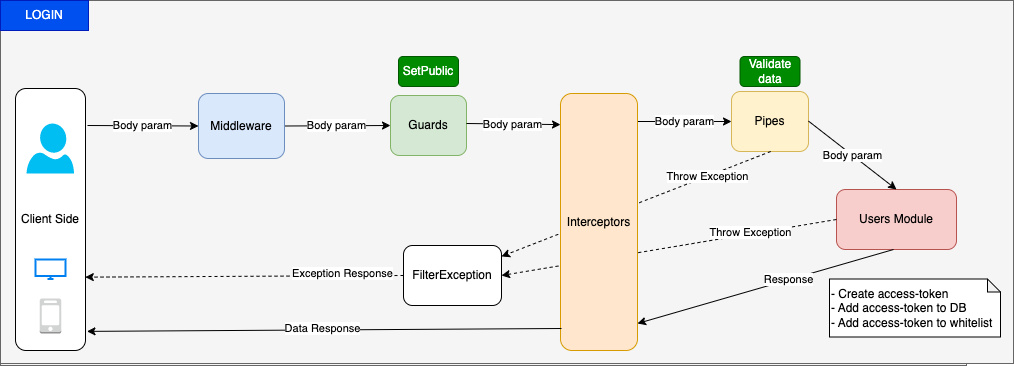 LOGIN
SetPublic
Validate
data
Body param
Middleware
Body param
Guards
Body param
Body param
Pipes
Body param
Throw Exception
Client Side
Interceptors
Users Module
Throw Exception
Exception Response
FilterException
Response
- Create access-token
- Add access-token to DB
- Add access-token to whitelist
Data Response